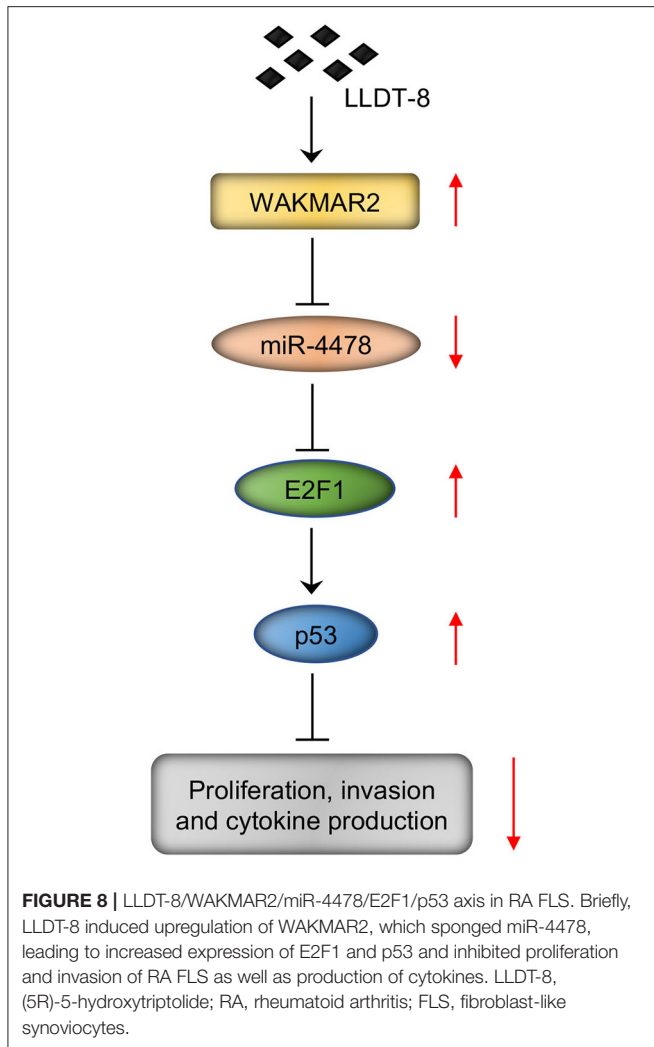 LLDT-8
WAKMAR2
miR-4478
E2F1
p53
Proliferation, invasion
and cytokine production
FIGURE 8 | LLDT-8/WAKMAR2/miR-4478/E2F1/p53 axis in RA FLS. Briefly,
LLDT-8 induced upregulation of WAKMAR2, which sponged miR-4478,
leading to increased expression of E2F1 and p53 and inhibited proliferation
and invasion of RA FLS as well as production of cytokines. LLDT-8,
(5R)-5-hydroxytriptolide; RA, rheumatoid arthritis; FLS, fibroblast-like
synoviocytes.